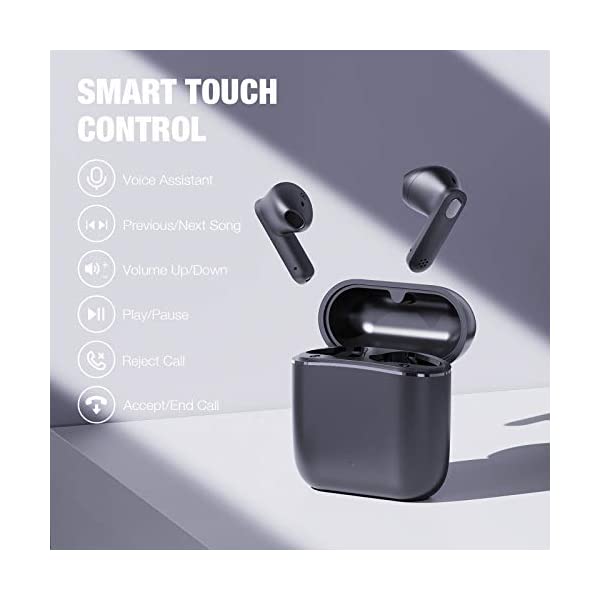 SMART TOUCH
CONTROL
Voice Assistant
Previous/Next Song
Volume Up/Down
Play/Pause
Reject Call
Accept/End Call